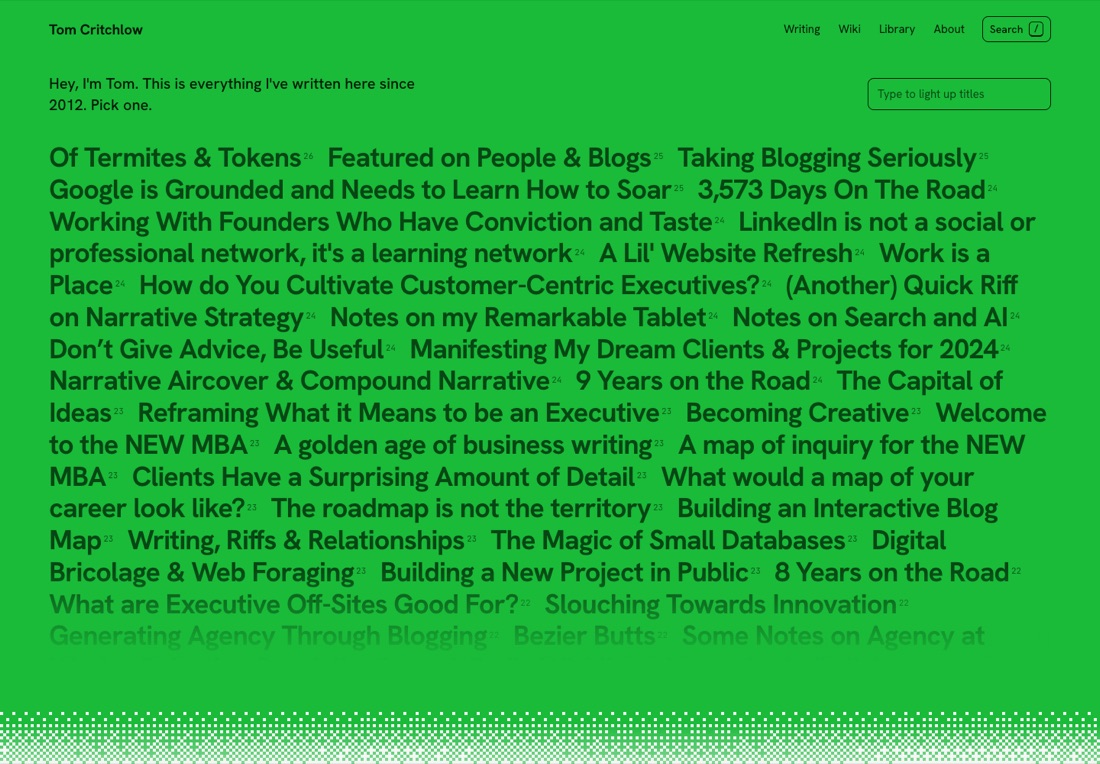 Tom Critchlow
Writing Wiki Library About Search /
Hey, I'm Tom. This is everything I've written here since
2012. Pick one.
Type to light up titles
Of Termites & Tokens 26 Featured on People & Blogs 25 Taking Blogging Seriously 25
Google is Grounded and Needs to Learn How to Soar 25 3,573 Days On The Road 24
Working With Founders Who Have Conviction and Taste 24 LinkedIn is not a social or
professional network, it's a learning network 24 A Lil' Website Refresh 24 Work is a
Place 24 How do You Cultivate Customer-Centric Executives? 24 (Another) Quick Riff
on Narrative Strategy 24 Notes on my Remarkable Tablet 24 Notes on Search and AI 24
Don’t Give Advice, Be Useful 24 Manifesting My Dream Clients & Projects for 2024 24
Narrative Aircover & Compound Narrative 24 9 Years on the Road 24 The Capital of
Ideas 23 Reframing What it Means to be an Executive 23 Becoming Creative 23 Welcome
to the NEW MBA 23 A golden age of business writing 23 A map of inquiry for the NEW
MBA 23 Clients Have a Surprising Amount of Detail 23 What would a map of your
career look like? 23 The roadmap is not the territory 23 Building an Interactive Blog
Map 23 Writing, Riffs & Relationships 23 The Magic of Small Databases 23 Digital
Bricolage & Web Foraging 23 Building a New Project in Public 23 8 Years on the Road 22
What are Executive Off-Sites Good For? 22 Slouching Towards Innovation 22
Generating Agency Through Blogging 22 Bezier Butts 22 Some Notes on Agency at